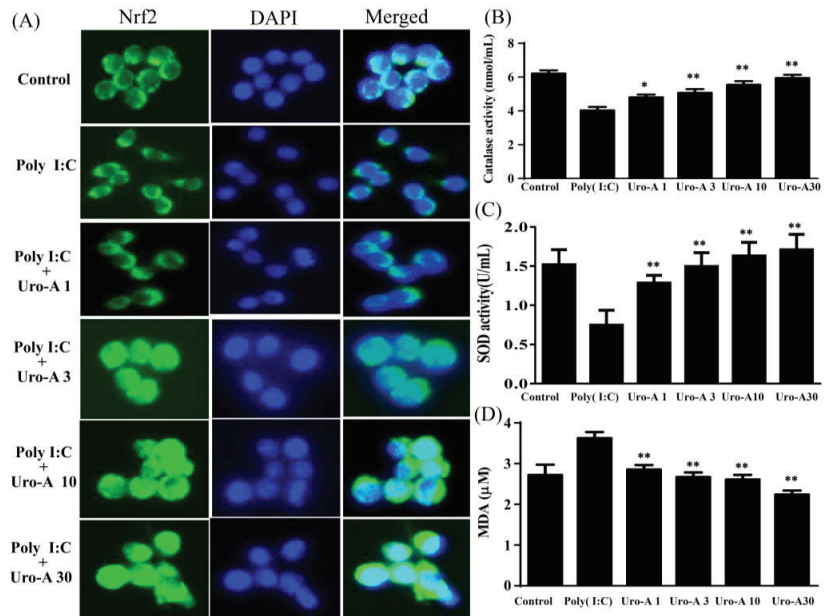 (A)
Nrf2 DAPI Merged
Control
Poly I:C
Poly I:C
+
Uro-A 1
Poly I:C
+
Uro-A 3
Poly I:C
+
Uro-A 10
Poly I:C
+
Uro-A 30
(B)
Catalase activity (nmol/mL)
8
6
4
2
0
* ** ** **
Control Poly( I:C) Uro-A 1 Uro-A 3 Uro-A 10 Uro-A30
(C)
SOD activity(U/mL)
2.0
1.5
1.0
0.5
0.0
** ** ** **
Control Poly( I:C) Uro-A 1 Uro-A 3 Uro-A10 Uro-A30
(D)
MDA (μM)
5
4
3
2
1
0
** ** ** **
Control Poly( I:C) Uro-A 1 Uro-A 3 Uro-A 10 Uro-A30